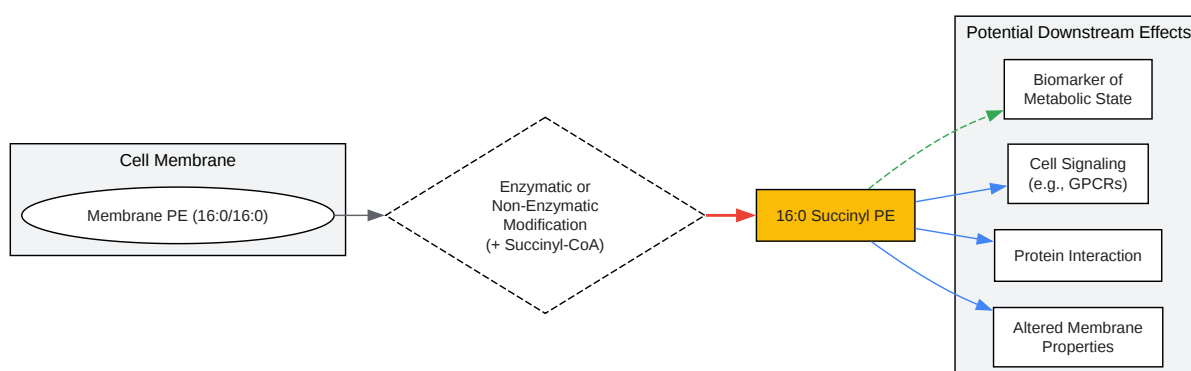 Cell Membrane
Membrane PE (16:0/16:0)
Enzymatic or
Non-Enzymatic
Modification
(+ Succinyl-CoA)
16:0 Succinyl PE
Potential Downstream Effects
Biomarker of
Metabolic State
Cell Signaling
(e.g., GPCRs)
Protein Interaction
Altered Membrane
Properties